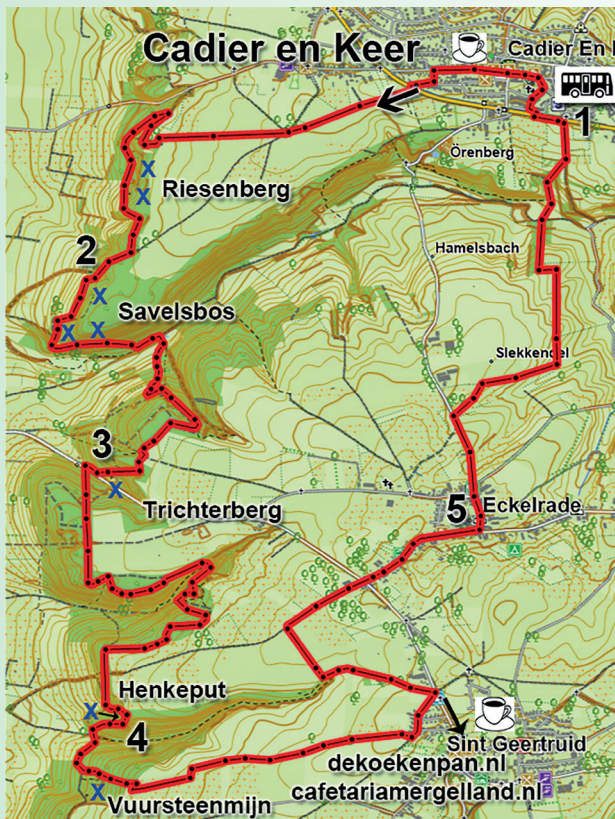 Cadier en Keer
Cadier En K
1
Örenberg
Riesenberg
X
X
Hamelsbach
2
X
Savelsbos
X
X
Slekkendel
3
X
Trichterberg
5
Eckelrade
Henkeput
X
4
Sint Geertruid
dekoekenpan.nl
cafetariamergelland.nl
X
Vuursteenmijn